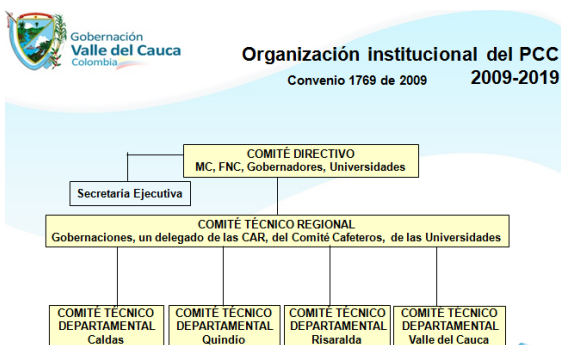 Gobernación
Valle del Cauca
Colombia
Organización institucional del PCC
Convenio 1769 de 2009
2009-2019
COMITÉ DIRECTIVO
MC, FNC, Gobernadores, Universidades
Secretaría Ejecutiva
COMITÉ TÉCNICO REGIONAL
Gobernaciones, un delegado de las CAR, del Comité Cafeteros, de las Universidades
COMITÉ TÉCNICO
DEPARTAMENTAL
Caldas
COMITÉ TÉCNICO
DEPARTAMENTAL
Quindío
COMITÉ TÉCNICO
DEPARTAMENTAL
Risaralda
COMITÉ TÉCNICO
DEPARTAMENTAL
Valle del Cauca